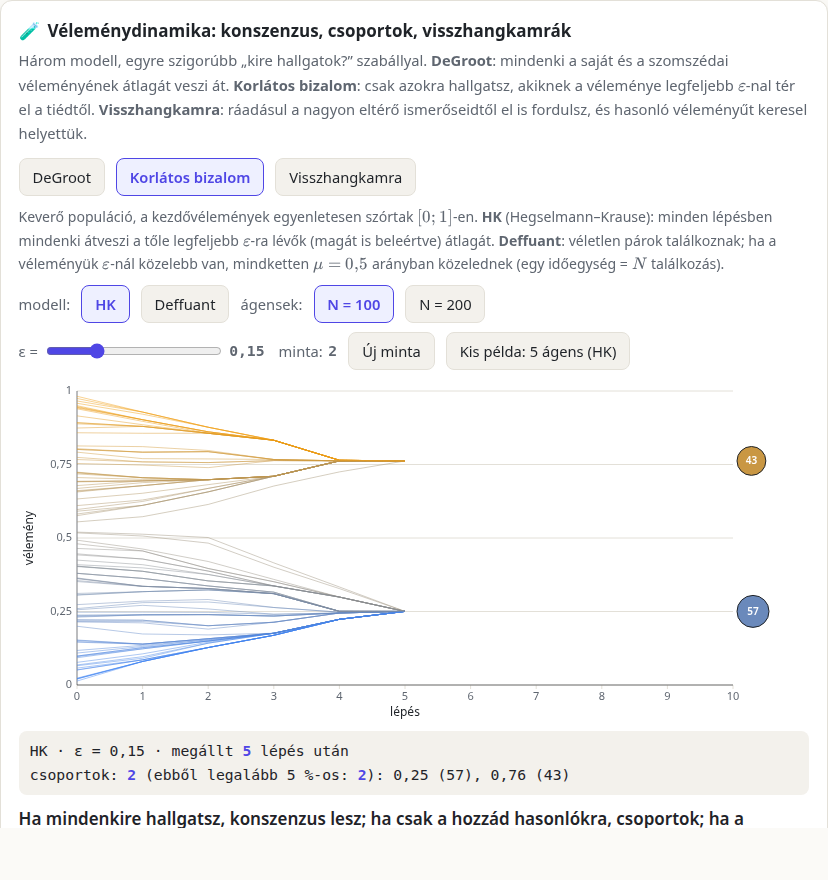 🧪 Véleménydinamika: konszenzus, csoportok, visszhangkamrák
Három modell, egyre szigorúbb „kire hallgatok?” szabállyal. DeGroot: mindenki a saját és a szomszédai
véleményének átlagát veszi át. Korlátos bizalom: csak azokra hallgatsz, akiknek a véleménye legfeljebb ε-nal tér
el a tiédtől. Visszhangkamra: ráadásul a nagyon eltérő ismerőseidtől el is fordulsz, és hasonló véleményűt keresel
helyettük.
DeGroot Korlátos bizalom Visszhangkamra
Keverő populáció, a kezdővélemények egyenletesen szórtak [0; 1]-en. HK (Hegselmann–Krause): minden lépésben
mindenki átveszi a tőle legfeljebb ε-ra lévők (magát is beleértve) átlagát. Deffuant: véletlen párok találkoznak; ha a
véleményük ε-nál közelebb van, mindketten μ = 0,5 arányban közelednek (egy időegység = N találkozás).
modell: HK Deffuant ágensek: N = 100 N = 200
ε = 0,15 minta: 2 Új minta Kis példa: 5 ágens (HK)
1
0,75
0,5
0,25
0
vélemény
43
57
0 1 2 3 4 5 6 7 8 9 10
lépés
HK · ε = 0,15 · megállt 5 lépés után
csoportok: 2 (ebből legalább 5 %-os: 2): 0,25 (57), 0,76 (43)
Ha mindenkire hallgatsz, konszenzus lesz; ha csak a hozzád hasonlókra, csoportok; ha a